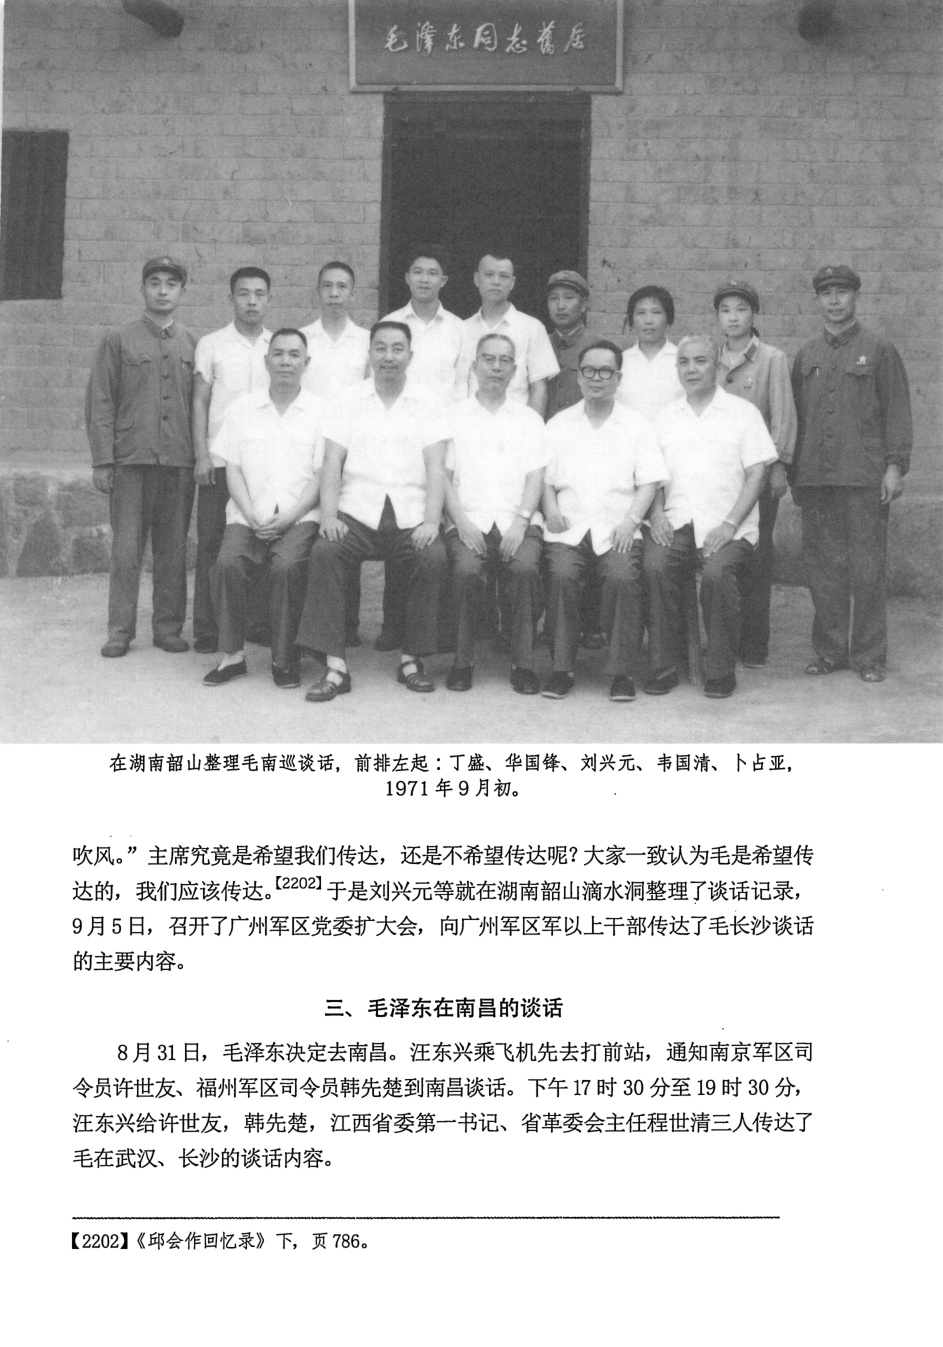 毛泽东同志旧居
在湖南韶山整理毛南巡谈话，前排左起：丁盛、华国锋、刘兴元、韦国清、卜占亚，
1971年9月初。
吹风。”主席究竟是希望我们传达，还是不希望传达呢？大家一致认为毛是希望传
达的，我们应该传达。【2202】于是刘兴元等就在湖南韶山滴水洞整理了谈话记录，
9月5日，召开了广州军区党委扩大会，向广州军区军以上干部传达了毛长沙谈话
的主要内容。
三、毛泽东在南昌的谈话
8月31日，毛泽东决定去南昌。汪东兴乘飞机先去打前站，通知南京军区司
令员许世友、福州军区司令员韩先楚到南昌谈话。下午17时30分至19时30分，
汪东兴给许世友，韩先楚，江西省委第一书记、省革委会主任程世清三人传达了
毛在武汉、长沙的谈话内容。
【2202】《邱会作回忆录》下，页786。